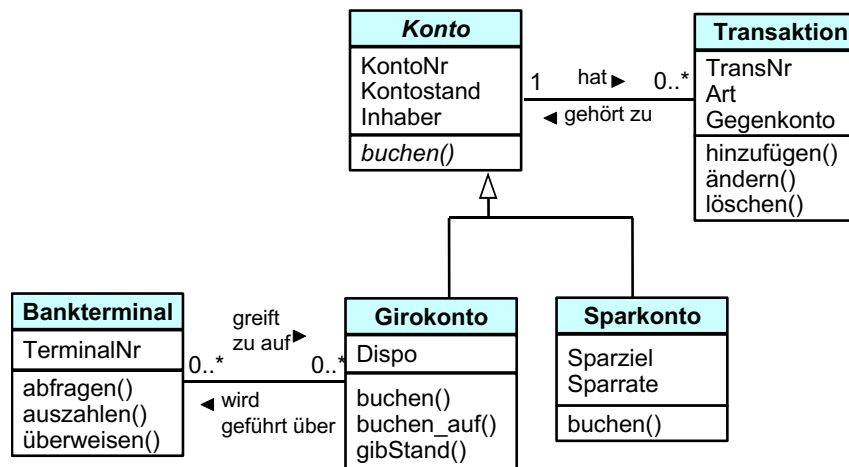 Konto
KontoNr
Kontostand
Inhaber
buchen()
1
hat ►
0..*
◄ gehört zu
Transaktion
TransNr
Art
Gegenkonto
hinzufügen()
ändern()
löschen()
Bankterminal
TerminalNr
abfragen()
auszahlen()
überweisen()
greift
zu auf ►
0..*
0..*
◄ wird
geführt über
Girokonto
Dispo
buchen()
buchen_auf()
gibStand()
Sparkonto
Sparziel
Sparrate
buchen()